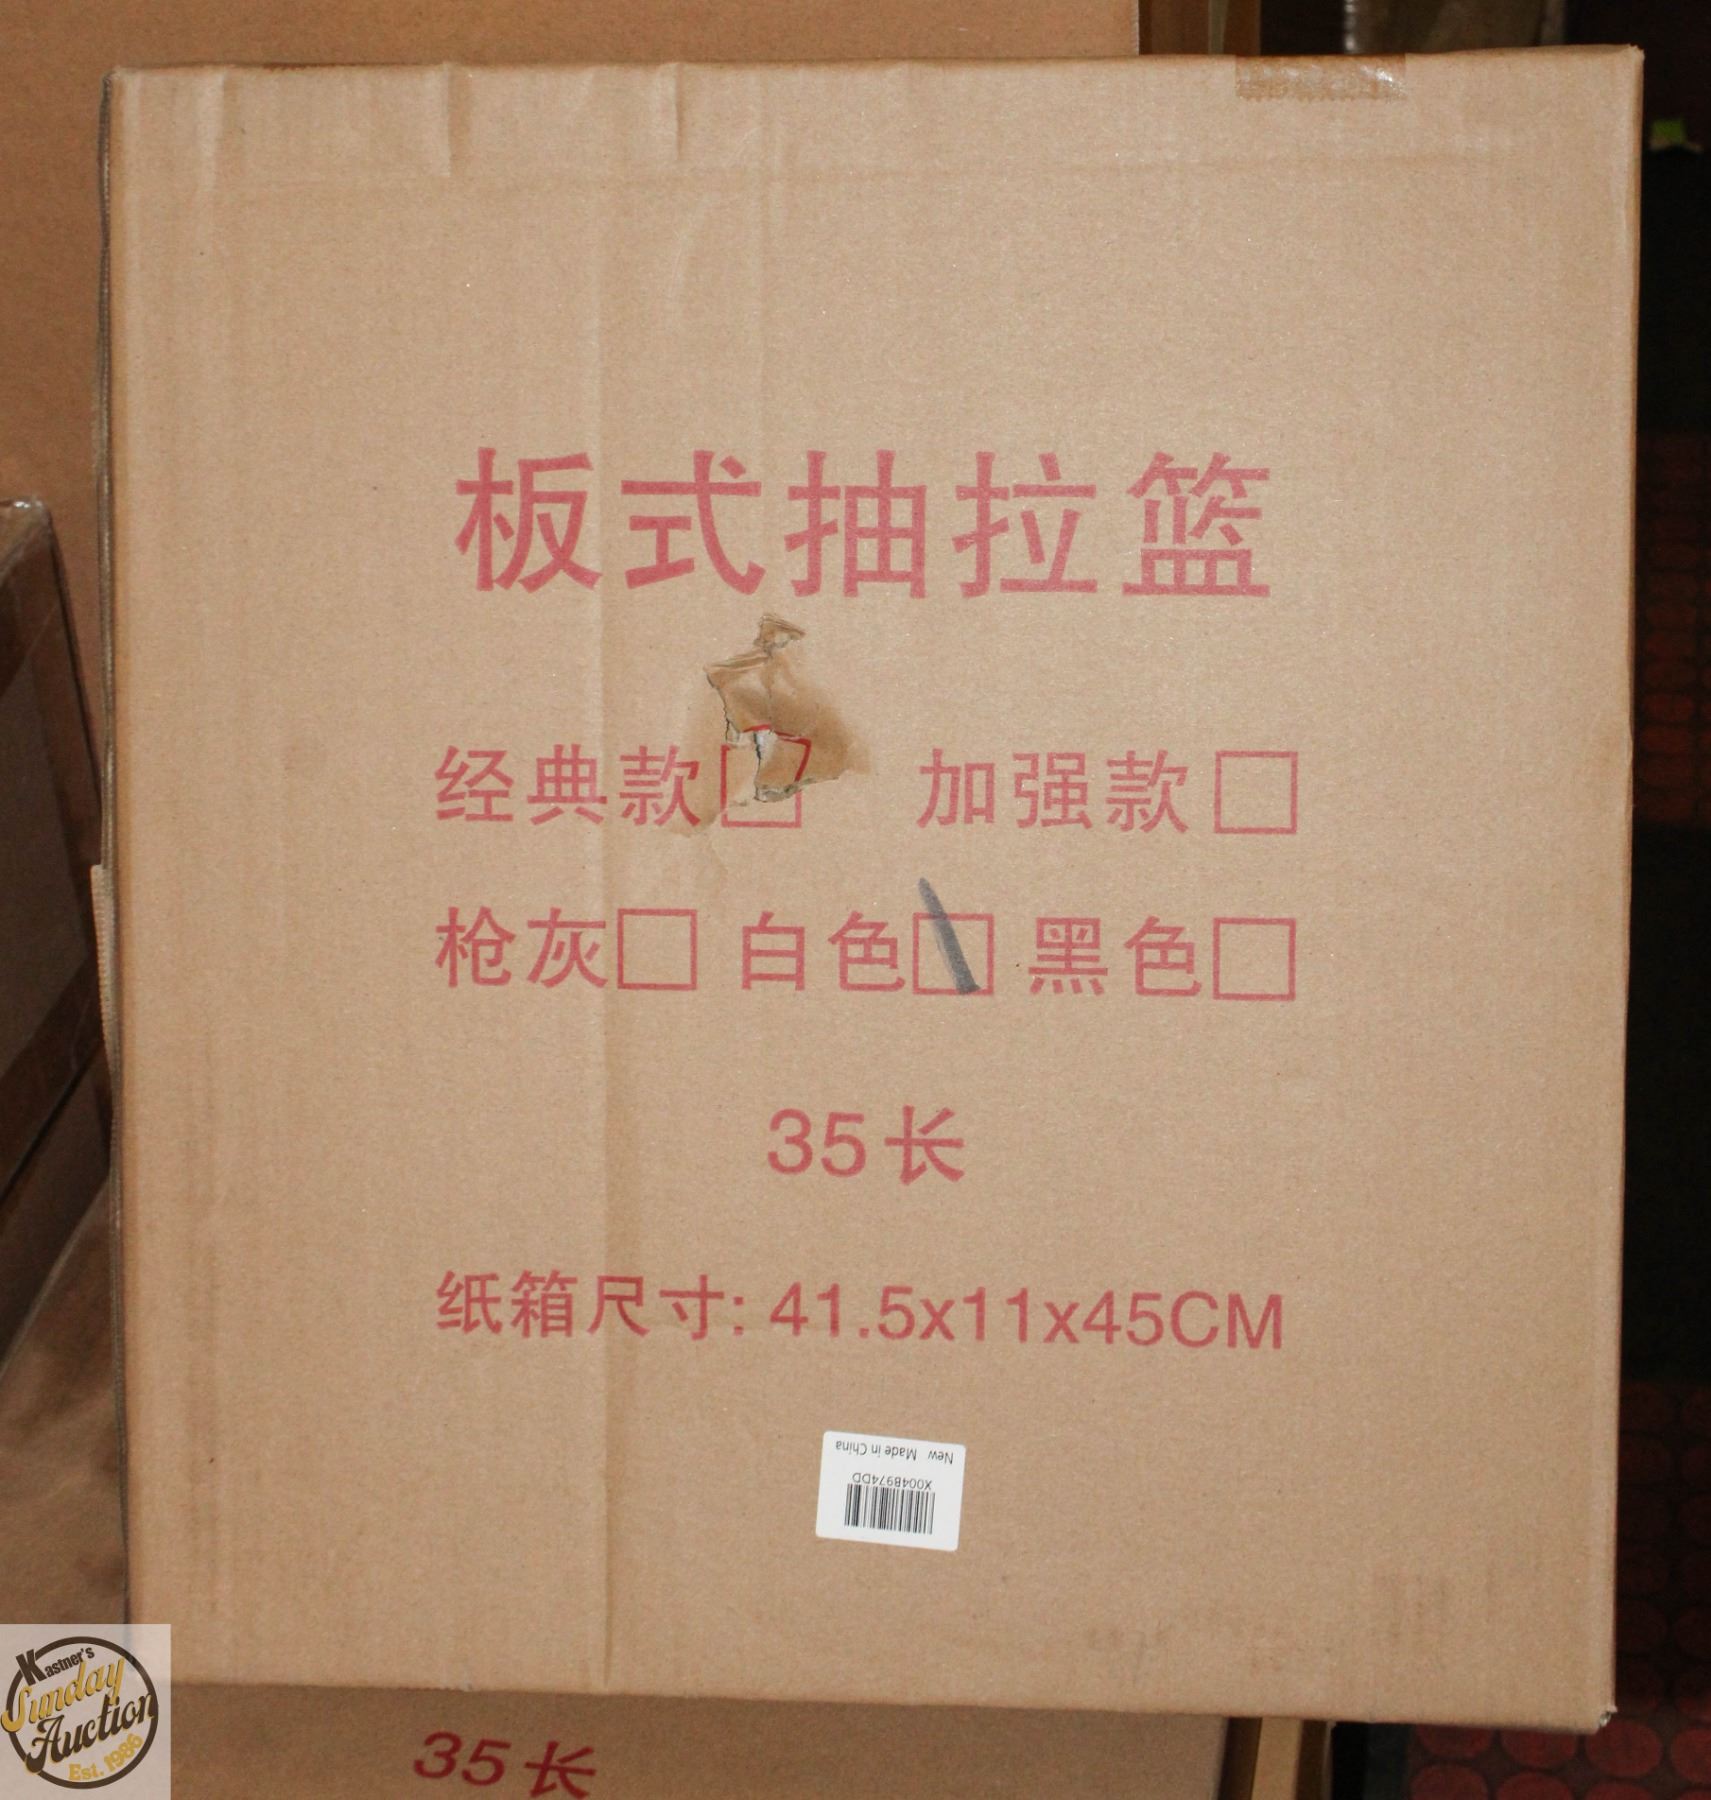 板式抽拉篮
经典款□ 加强款□
枪灰□ 白色□ 黑色□
35长
纸箱尺寸: 41.5x11x45CM
New Made in China
X004B974DD
35长
Kastner's
Sunday
Auction
Est. 1986